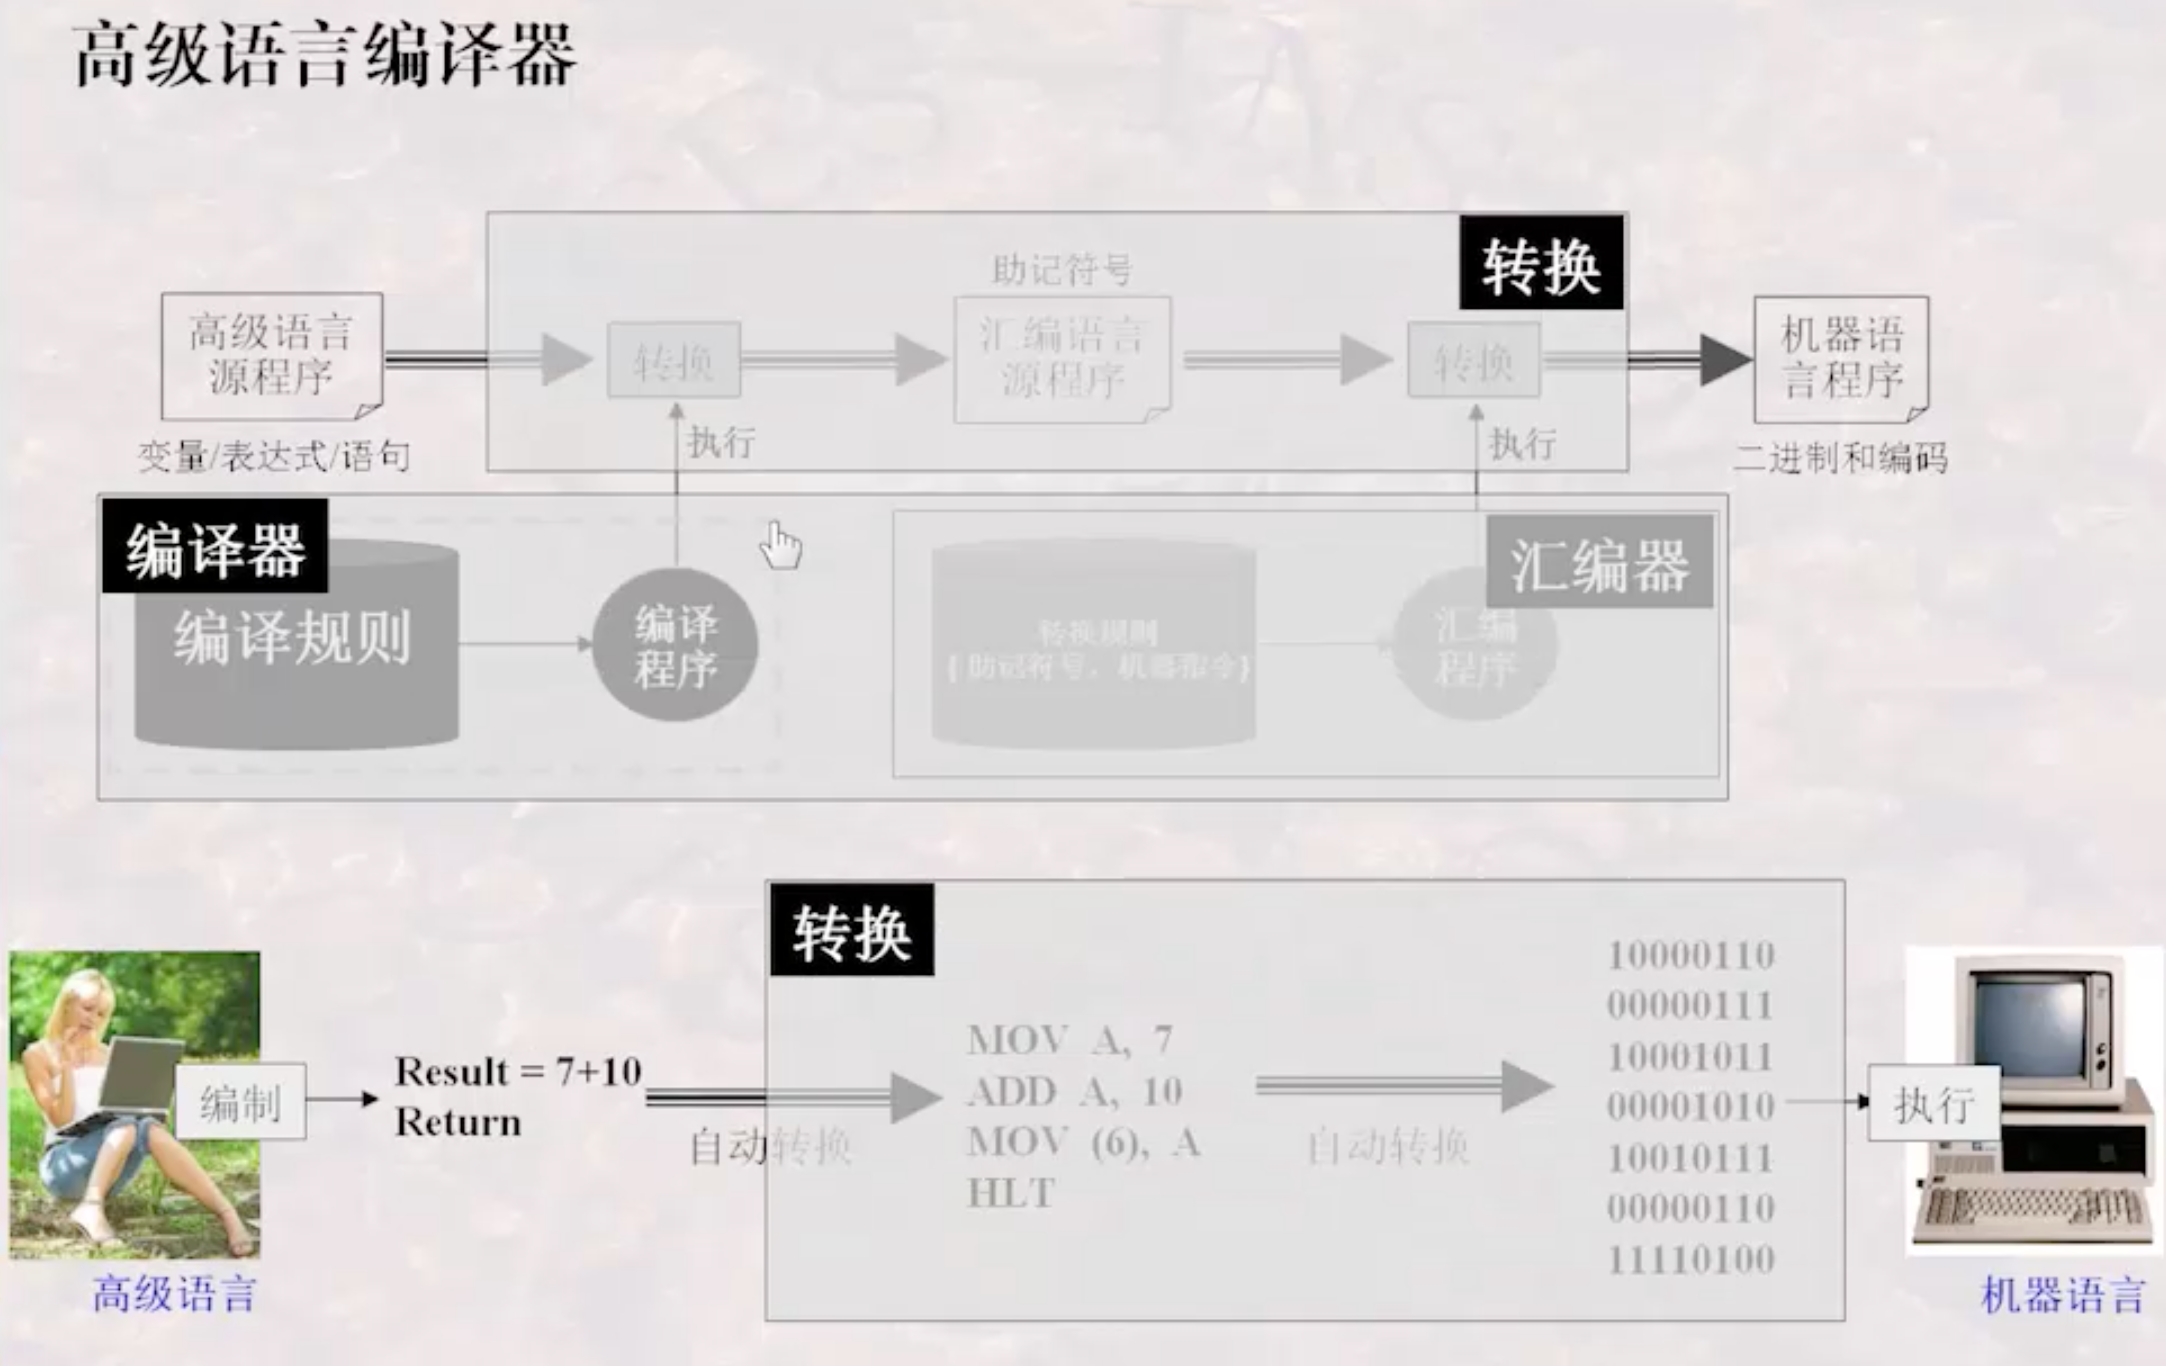 高级语言编译器
转换
助记符号
高级语言
源程序
转换
汇编语言
源程序
转换
机器语
言程序
变量/表达式/语句
执行
执行
二进制和编码
编译器
汇编器
编译规则
编译
程序
转换规则
{助记符号，机器指令}
汇编
程序
转换
编制
Result = 7+10
Return
自动转换
MOV A, 7
ADD A, 10
MOV (6), A
HLT
自动转换
10000110
00000111
10001011
00001010
10010111
00000110
11110100
执行
高级语言
机器语言